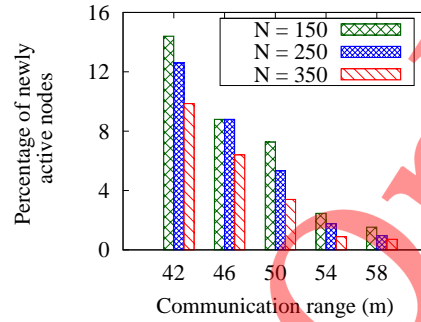 Percentage of newly
active nodes
16
12
8
4
0
N = 150
N = 250
N = 350
42 46 50 54 58
Communication range (m)